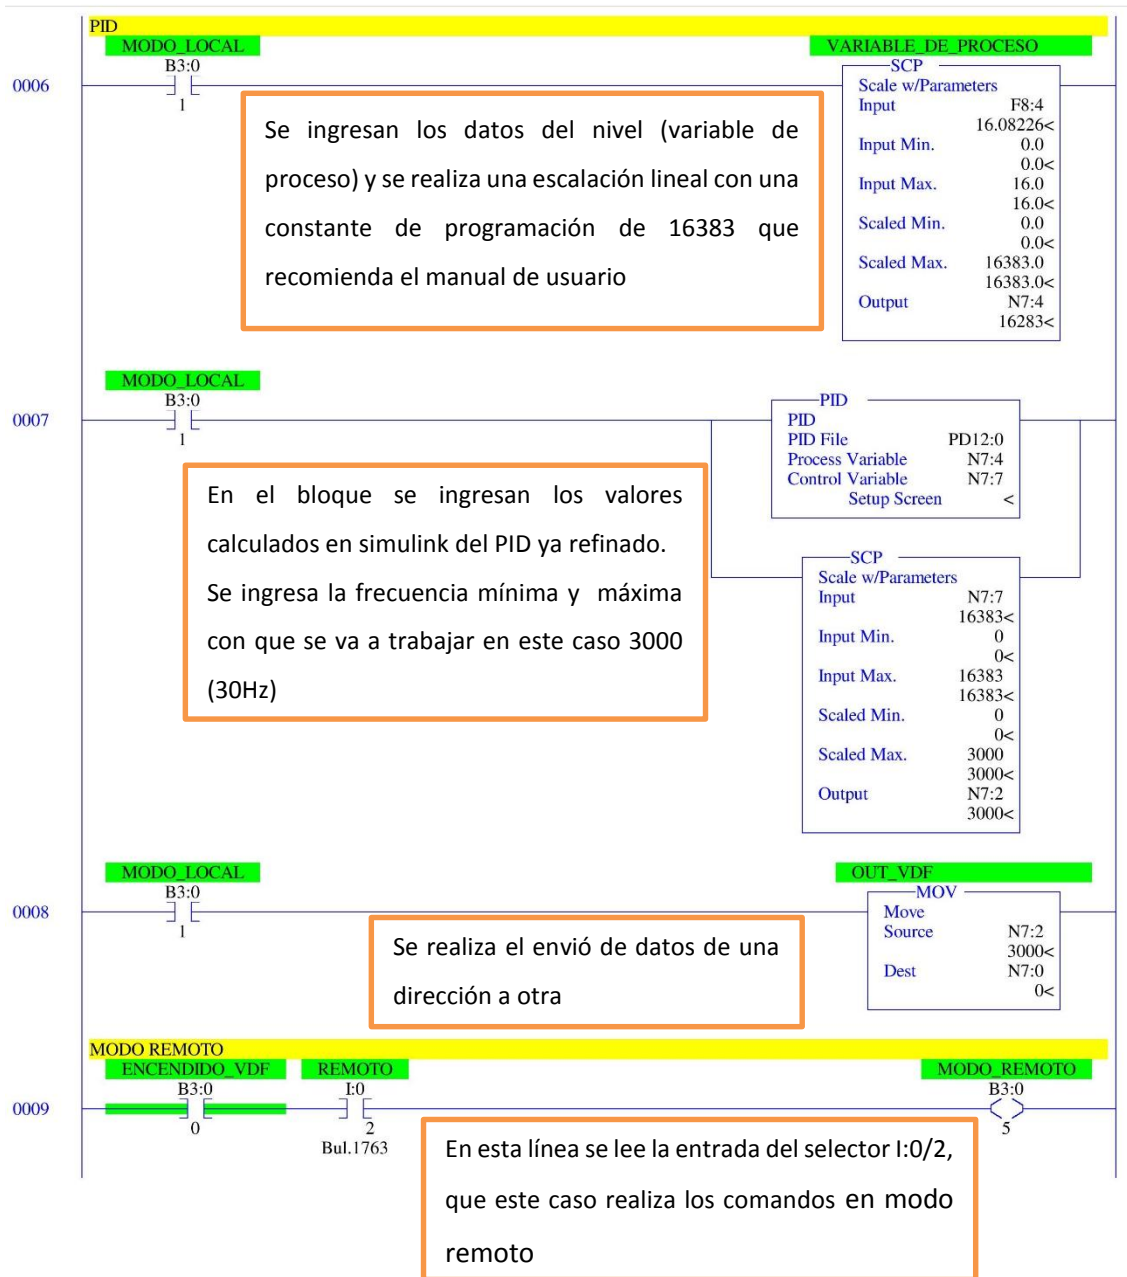 PID
MODO_LOCAL
B3:0
1
0006
VARIABLE_DE_PROCESO
SCP
Scale w/Parameters
Input F8:4
16.08226<
Input Min. 0.0
0.0<
Input Max. 16.0
16.0<
Scaled Min. 0.0
0.0<
Scaled Max. 16383.0
16383.0<
Output N7:4
16283<
Se ingresan los datos del nivel (variable de
proceso) y se realiza una escalación lineal con una
constante de programación de 16383 que
recomienda el manual de usuario
MODO_LOCAL
B3:0
1
0007
PID
PID
PID File PD12:0
Process Variable N7:4
Control Variable N7:7
Setup Screen <
En el bloque se ingresan los valores
calculados en simulink del PID ya refinado.
Se ingresa la frecuencia mínima y máxima
con que se va a trabajar en este caso 3000
(30Hz)
SCP
Scale w/Parameters
Input N7:7
16383<
Input Min. 0
0<
Input Max. 16383
16383<
Scaled Min. 0
0<
Scaled Max. 3000
3000<
Output N7:2
3000<
MODO_LOCAL
B3:0
1
0008
OUT_VDF
MOV
Move
Source N7:2
3000<
Dest N7:0
0<
Se realiza el envió de datos de una
dirección a otra
MODO REMOTO
ENCENDIDO_VDF REMOTO MODO_REMOTO
B3:0 I:0 B3:0
0009
0 2 5
Bul.1763
En esta línea se lee la entrada del selector I:0/2,
que este caso realiza los comandos en modo
remoto